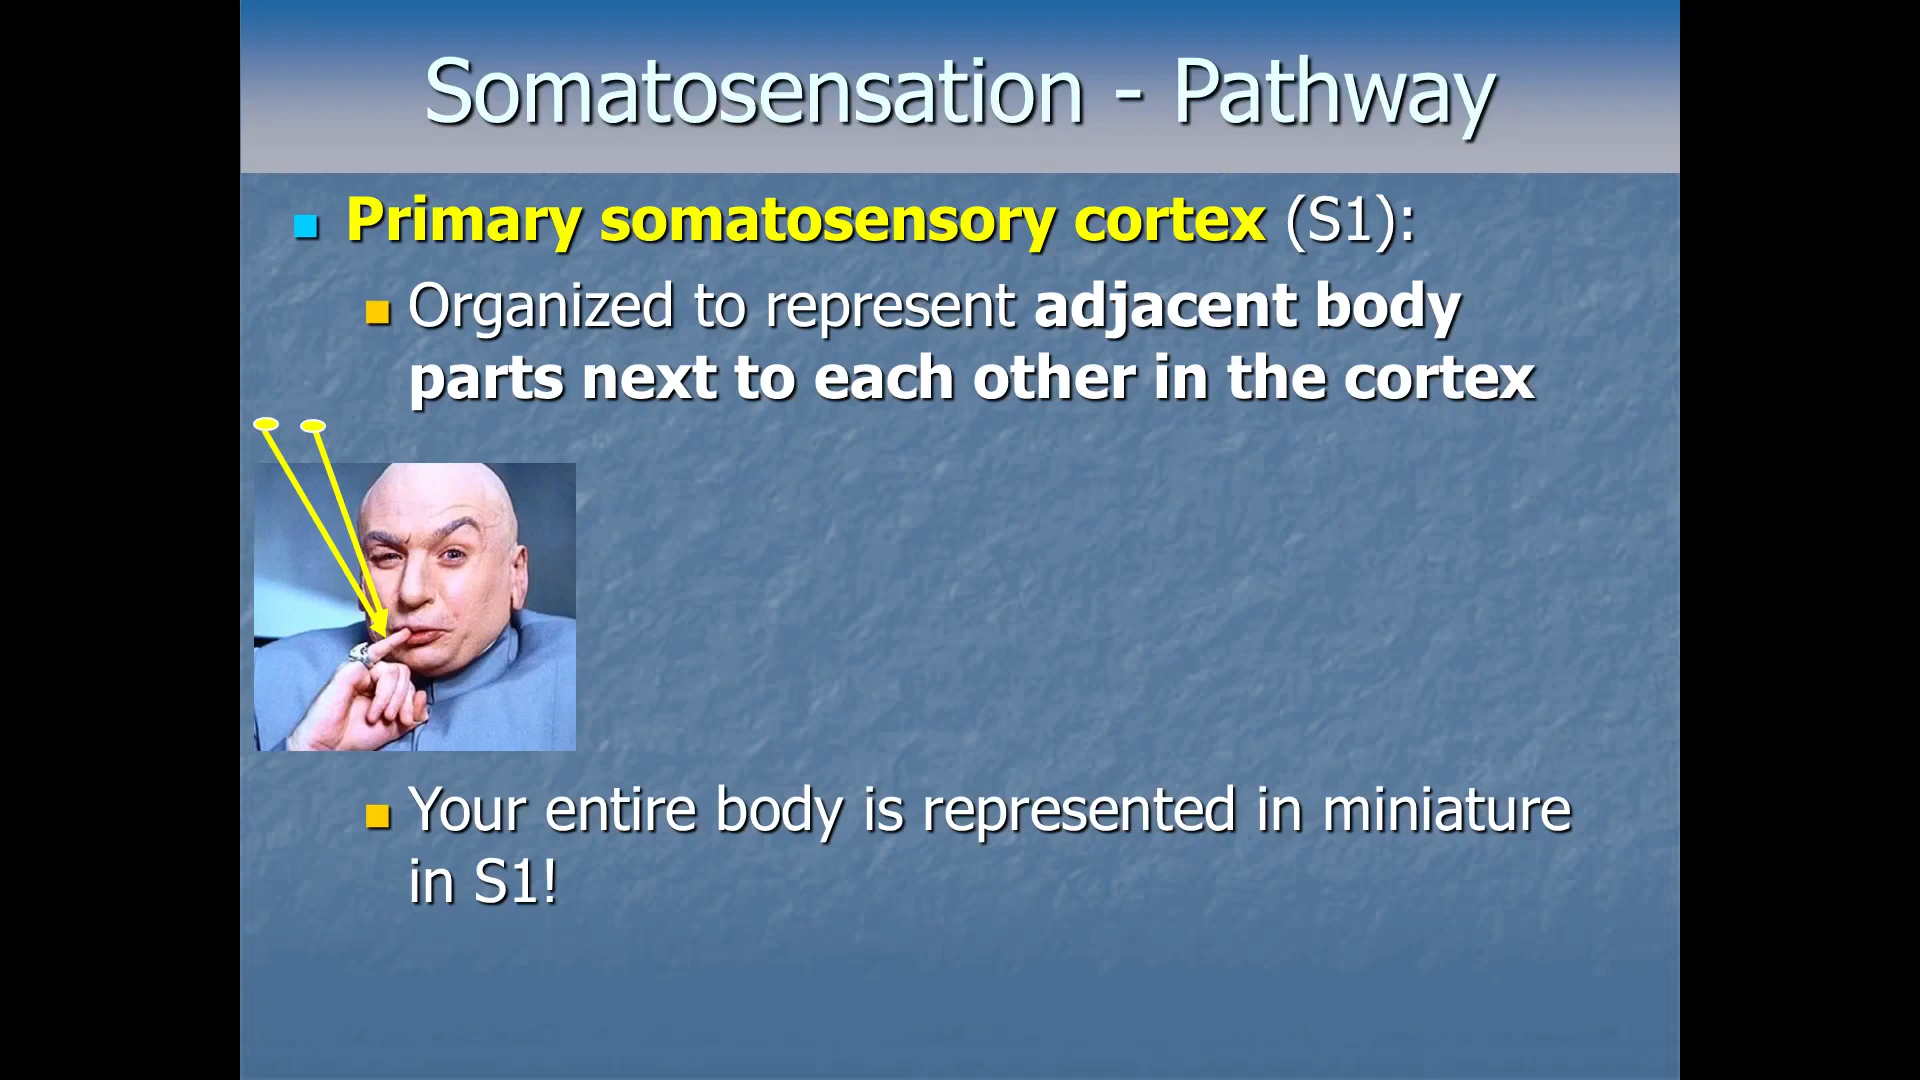 Somatosensation - Pathway
Primary somatosensory cortex (S1):
Organized to represent adjacent body
parts next to each other in the cortex
Your entire body is represented in miniature
in S1!